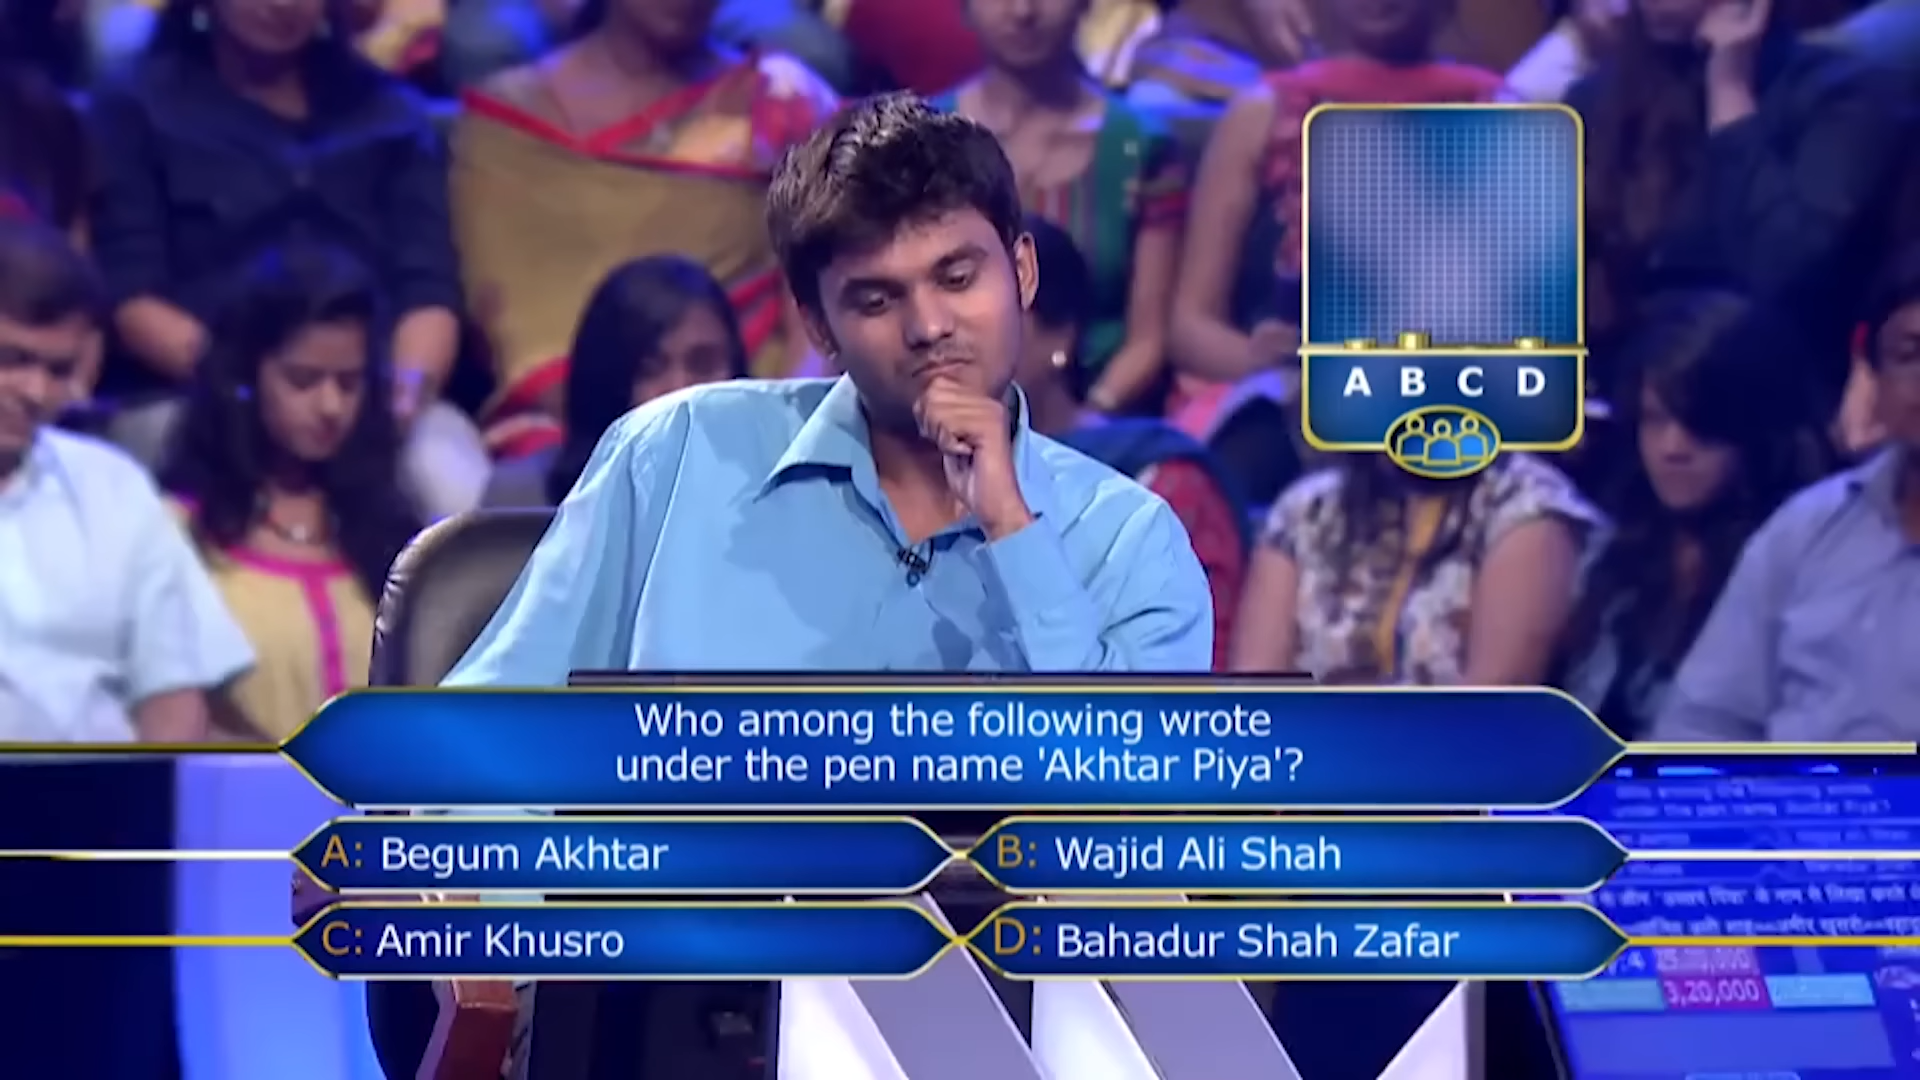 A B C D
Who among the following wrote
under the pen name 'Akhtar Piya'?
A: Begum Akhtar
B: Wajid Ali Shah
C: Amir Khusro
D: Bahadur Shah Zafar
3,20,000